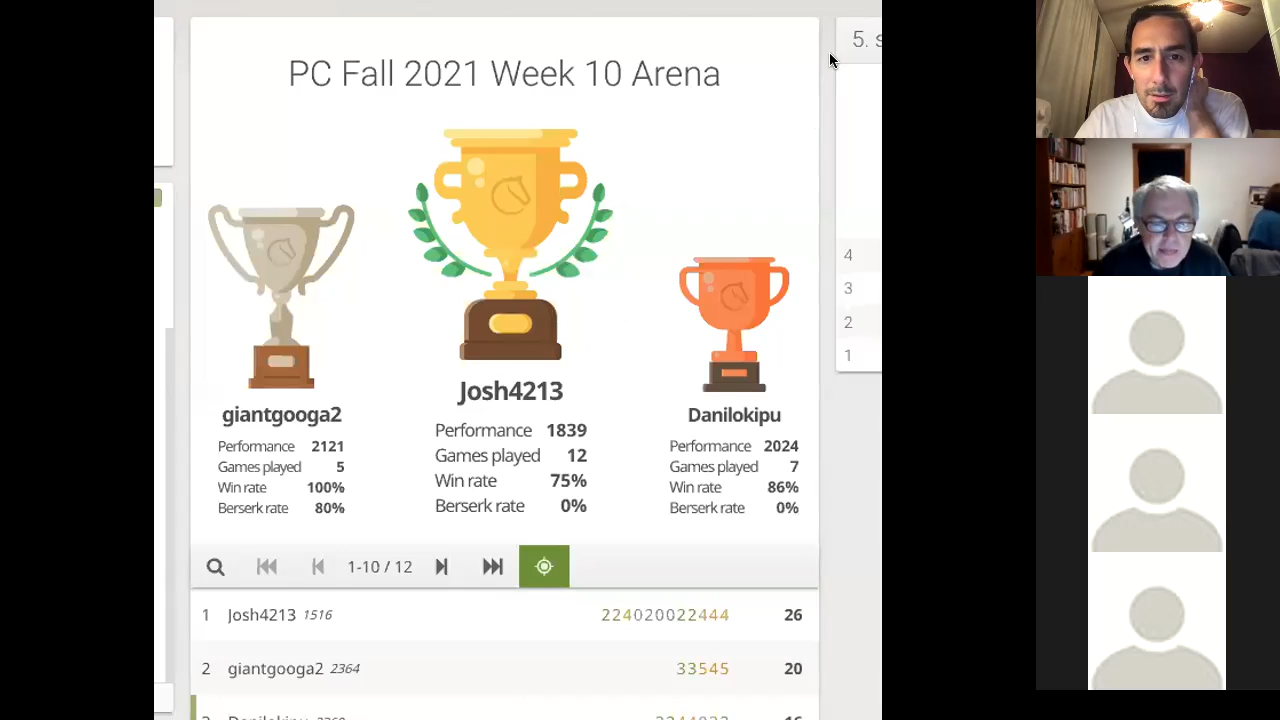 PC Fall 2021 Week 10 Arena
5. s
4
3
2
1
giantgooga2
Performance 2121
Games played 5
Win rate 100%
Berserk rate 80%
Josh4213
Performance 1839
Games played 12
Win rate 75%
Berserk rate 0%
Danilokipu
Performance 2024
Games played 7
Win rate 86%
Berserk rate 0%
1-10 / 12
1 Josh4213 1516 224020022444 26
2 giantgooga2 2364 33545 20
3 Danilokipu